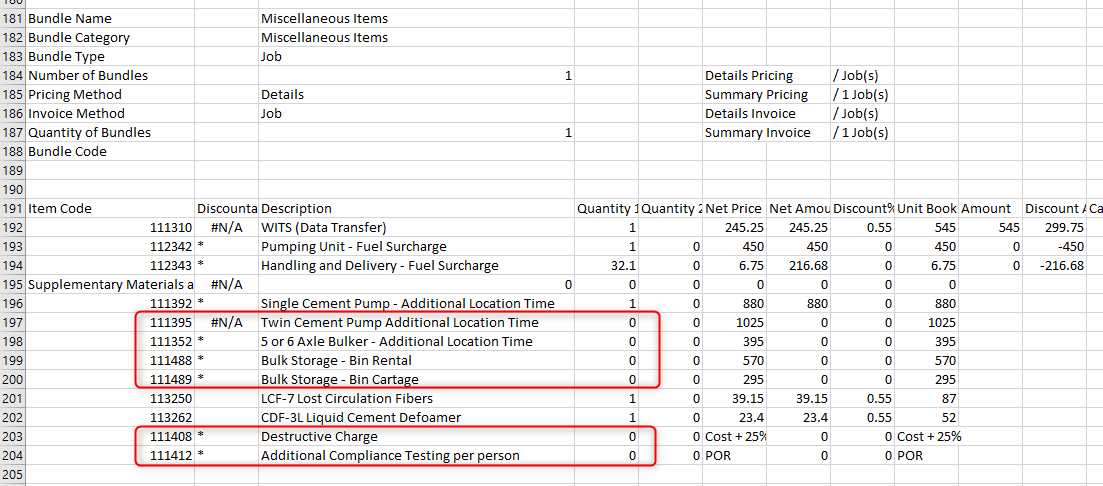 181 Bundle Name Miscellaneous Items
182 Bundle Category Miscellaneous Items
183 Bundle Type Job
184 Number of Bundles 1 Details Pricing / Job(s)
185 Pricing Method Details Summary Pricing / 1 Job(s)
186 Invoice Method Job Details Invoice / Job(s)
187 Quantity of Bundles 1 Summary Invoice / 1 Job(s)
188 Bundle Code
189
190
191 Item Code Discounta Description Quantity 1 Quantity 2 Net Price Net Amou Discount% Unit Book Amount Discount A Ca
192 111310 #N/A WITS (Data Transfer) 1 245.25 245.25 0.55 545 545 299.75
193 112342 * Pumping Unit - Fuel Surcharge 1 0 450 450 0 450 0 -450
194 112343 * Handling and Delivery - Fuel Surcharge 32.1 0 6.75 216.68 0 6.75 0 -216.68
195 Supplementary Materials a #N/A 0 0 0 0 0 0 0
196 111392 * Single Cement Pump - Additional Location Time 1 0 880 880 0 880
197 111395 #N/A Twin Cement Pump Additional Location Time 0 0 1025 0 0 1025
198 111352 * 5 or 6 Axle Bulker - Additional Location Time 0 0 395 0 0 395
199 111488 * Bulk Storage - Bin Rental 0 0 570 0 0 570
200 111489 * Bulk Storage - Bin Cartage 0 0 295 0 0 295
201 113250 LCF-7 Lost Circulation Fibers 1 0 39.15 39.15 0.55 87
202 113262 CDF-3L Liquid Cement Defoamer 1 0 23.4 23.4 0.55 52
203 111408 * Destructive Charge 0 0 Cost + 25% 0 0 Cost + 25%
204 111412 * Additional Compliance Testing per person 0 0 POR 0 0 POR
205